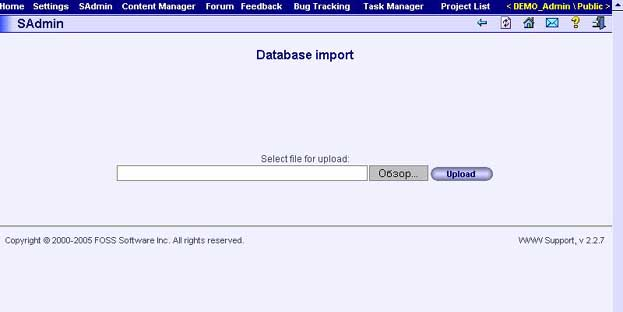 Home Settings SAdmin Content Manager Forum Feedback Bug Tracking Task Manager Project List < DEMO_Admin \ Public >
SAdmin
Database import
Select file for upload:
Обзор... Upload
Copyright © 2000-2005 FOSS Software Inc. All rights reserved. WWW Support, v 2.2.7